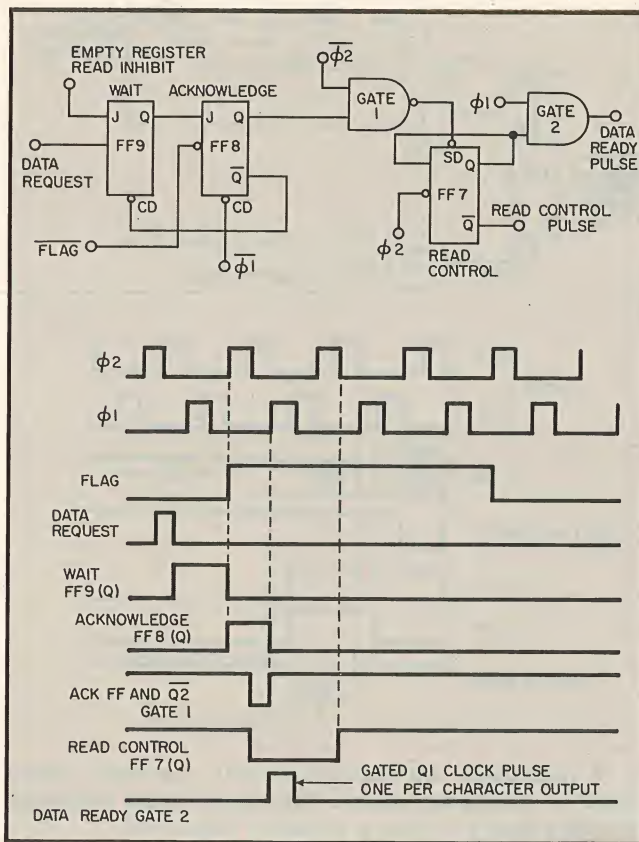 EMPTY REGISTER
READ INHIBIT
WAIT
ACKNOWLEDGE
J Q
FF9
CD
J Q
FF8
Q̅
CD
DATA
REQUEST
F̅L̅A̅G̅
ϕ̅1̅
ϕ̅2̅
GATE
1
ϕ1
GATE
2
DATA
READY
PULSE
SD
Q
FF7
Q̅
READ CONTROL
PULSE
ϕ2
READ
CONTROL
ϕ2
ϕ1
FLAG
DATA
REQUEST
WAIT
FF9 (Q)
ACKNOWLEDGE
FF8 (Q)
ACK FF AND Q̅2̅
GATE 1
READ CONTROL
FF 7 (Q)
GATED Q1 CLOCK PULSE
ONE PER CHARACTER OUTPUT
DATA READY GATE 2